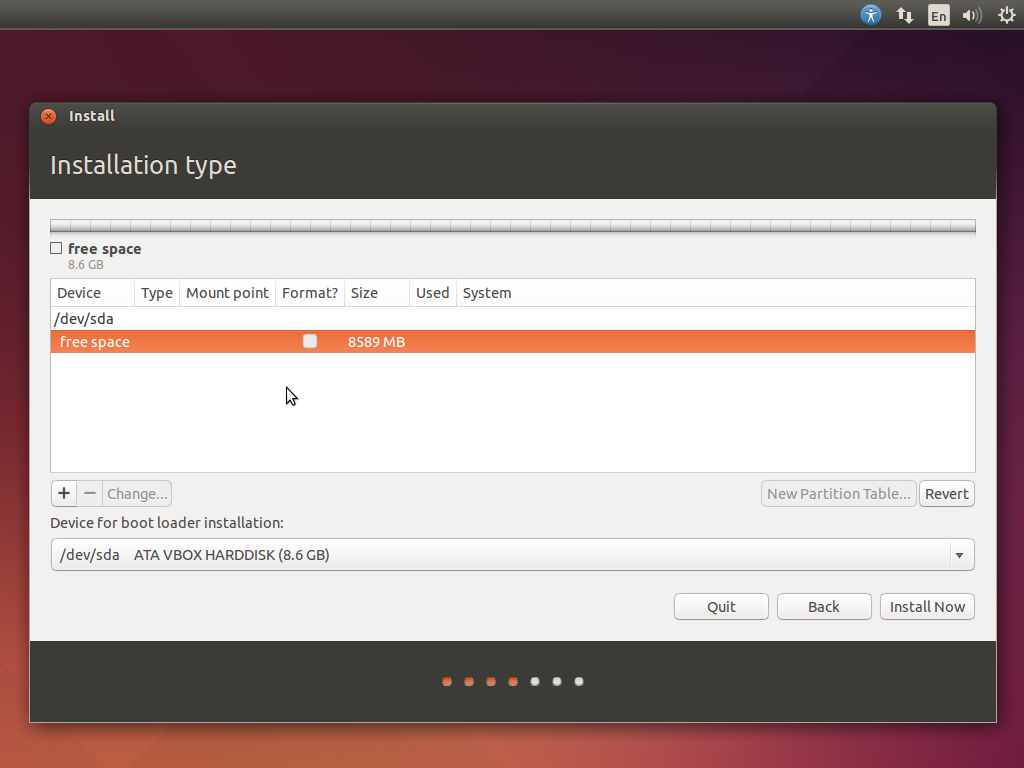 En
Install
Installation type
free space
8.6 GB
Device Type Mount point Format? Size Used System
/dev/sda
free space 8589 MB
+ − Change... New Partition Table... Revert
Device for boot loader installation:
/dev/sda ATA VBOX HARDDISK (8.6 GB)
Quit Back Install Now